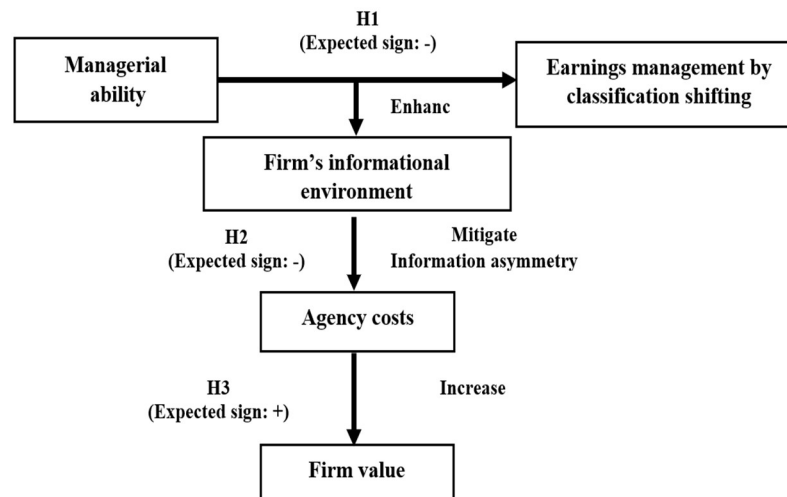 H1
(Expected sign: -)
Managerial
ability
Earnings management by
classification shifting
Enhanc
Firm's informational
environment
H2
(Expected sign: -)
Mitigate
Information asymmetry
Agency costs
H3
(Expected sign: +)
Increase
Firm value